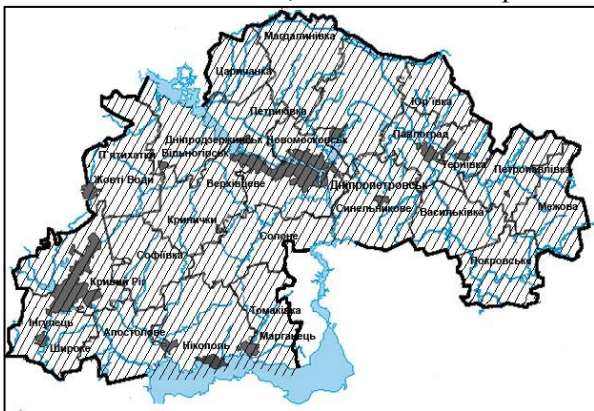 Магдалинівка
Царичанка
Петриківка
Юр'ївка
Дніпродзержинськ
Новомосковськ
Павлоград
Вільногірськ
Тернівка
П'ятихатки
Петропавлівка
Жовті Води
Верхівцеве
Дніпропетровськ
Синельникове
Васильківка
Межова
Кринички
Солоне
Софіївка
Покровське
Кривий Ріг
Томаківка
Інгулець
Апостолове
Марганець
Широке
Нікополь